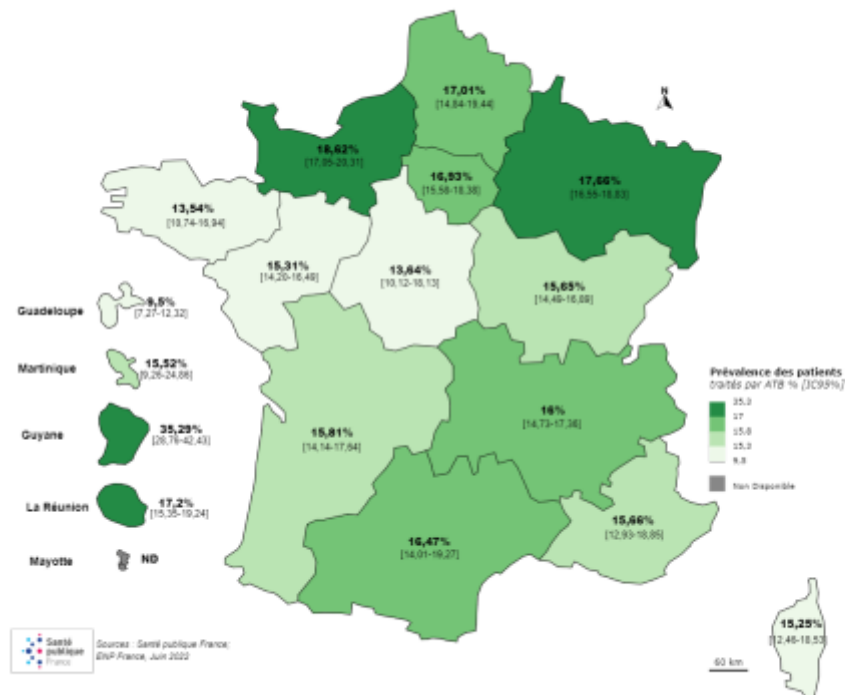 17,01%
[14,84-19,44]
N
18,62%
[17,05-20,31]
16,93%
[15,58-18,38]
17,66%
[16,55-18,83]
13,54%
[10,74-16,94]
15,31%
[14,20-16,49]
13,64%
[10,12-18,13]
15,65%
[14,49-16,89]
Guadeloupe
9,5%
[7,27-12,32]
Martinique
15,52%
[9,26-24,86]
Guyane
35,29%
[28,76-42,43]
La Réunion
17,2%
[15,35-19,24]
Mayotte
ND
15,81%
[14,14-17,64]
16%
[14,73-17,36]
16,47%
[14,01-19,27]
15,66%
[12,93-18,85]
Prévalence des patients
traités par ATB % [IC95%]
35,3
17
15,8
15,3
Non Disponible
15,25%
[12,46-18,53]
60 km
Santé
publique
France
Sources : Santé publique France;
ENP France, Juin 2022